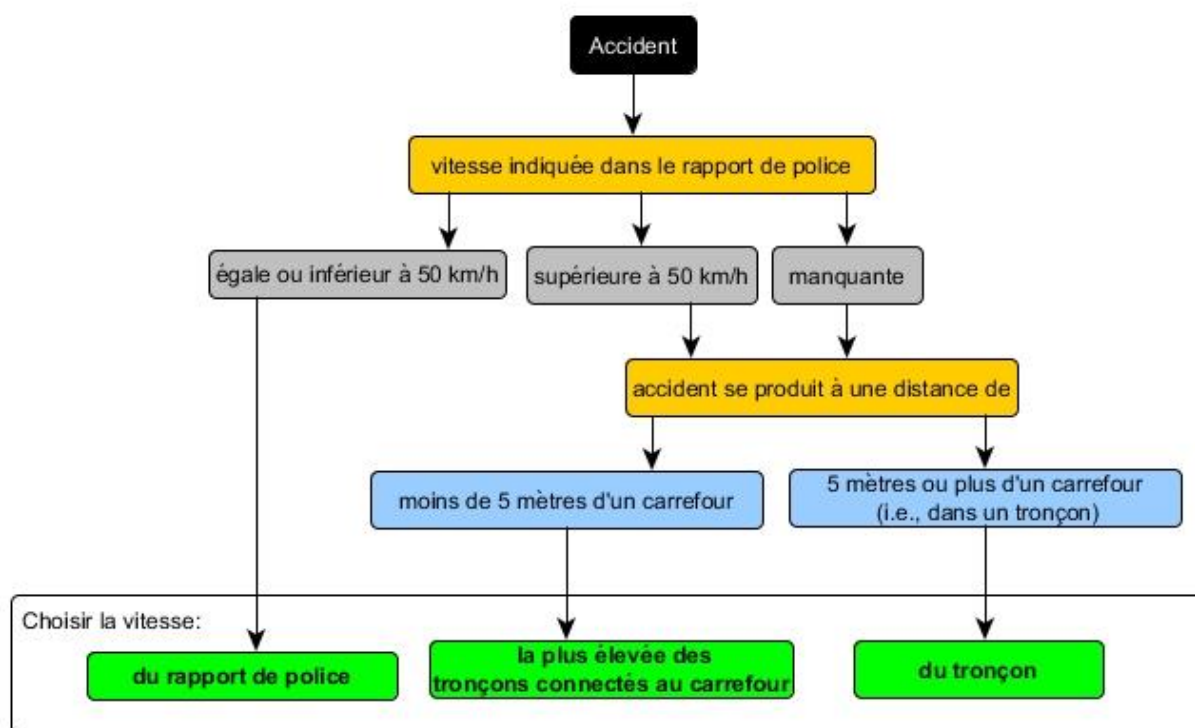 Accident
vitesse indiquée dans le rapport de police
égale ou inférieur à 50 km/h
supérieure à 50 km/h
manquante
accident se produit à une distance de
moins de 5 mètres d'un carrefour
5 mètres ou plus d'un carrefour
(i.e., dans un tronçon)
Choisir la vitesse:
du rapport de police
la plus élevée des
tronçons connectés au carrefour
du tronçon